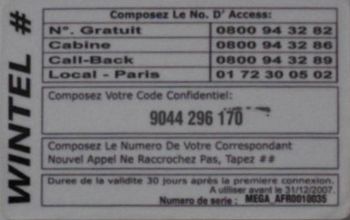 WINTEL #
Composez Le No. D' Access:
N°. Gratuit 0800 94 32 82
Cabine 0800 94 32 86
Call-Back 0800 94 32 89
Local - Paris 01 72 30 05 02
Composez Votre Code Confidentiel:
9044 296 170
Composez Le Numero De Votre Correspondant
Nouvel Appel Ne Raccrochez Pas, Tapez ##
Duree de la validite 30 jours après la premiere connexion.
A utiliser avant le 31/12/2007.
Numero de serie : MEGA_AFR0010035